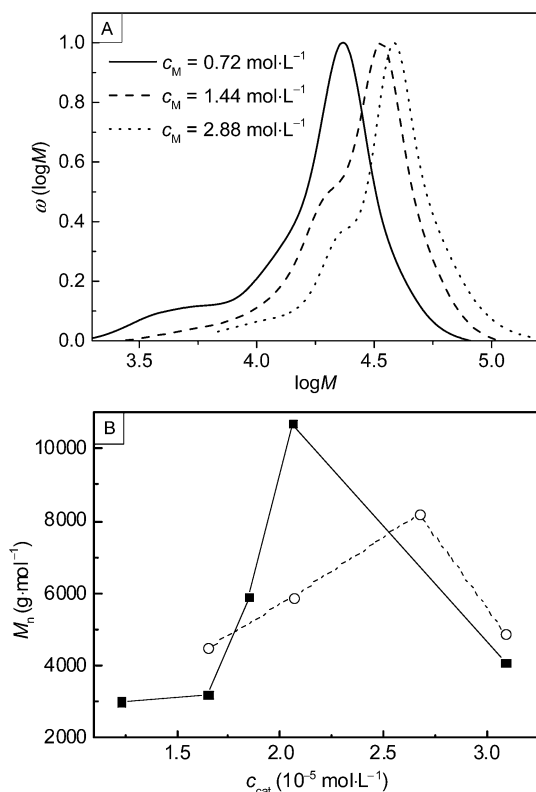 A
c_M = 0.72 mol·L⁻¹
c_M = 1.44 mol·L⁻¹
c_M = 2.88 mol·L⁻¹
ω (logM)
1.0
0.8
0.6
0.4
0.2
0.0
3.5 4.0 4.5 5.0
logM
B
M_n (g·mol⁻¹)
10000
8000
6000
4000
2000
1.5 2.0 2.5 3.0
c_cat (10⁻⁵ mol·L⁻¹)